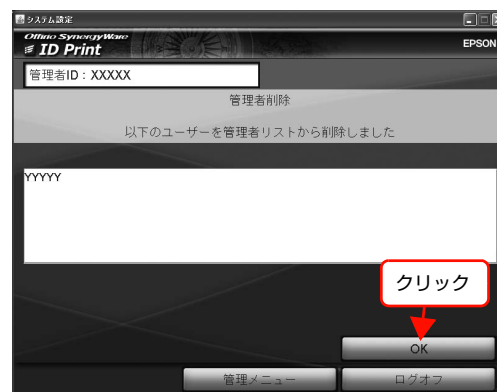 システム設定
Offirio SynergyWare
ID Print
EPSON
管理者ID：XXXXX
管理者削除
以下のユーザーを管理者リストから削除しました
YYYYY
クリック
OK
管理メニュー
ログオフ